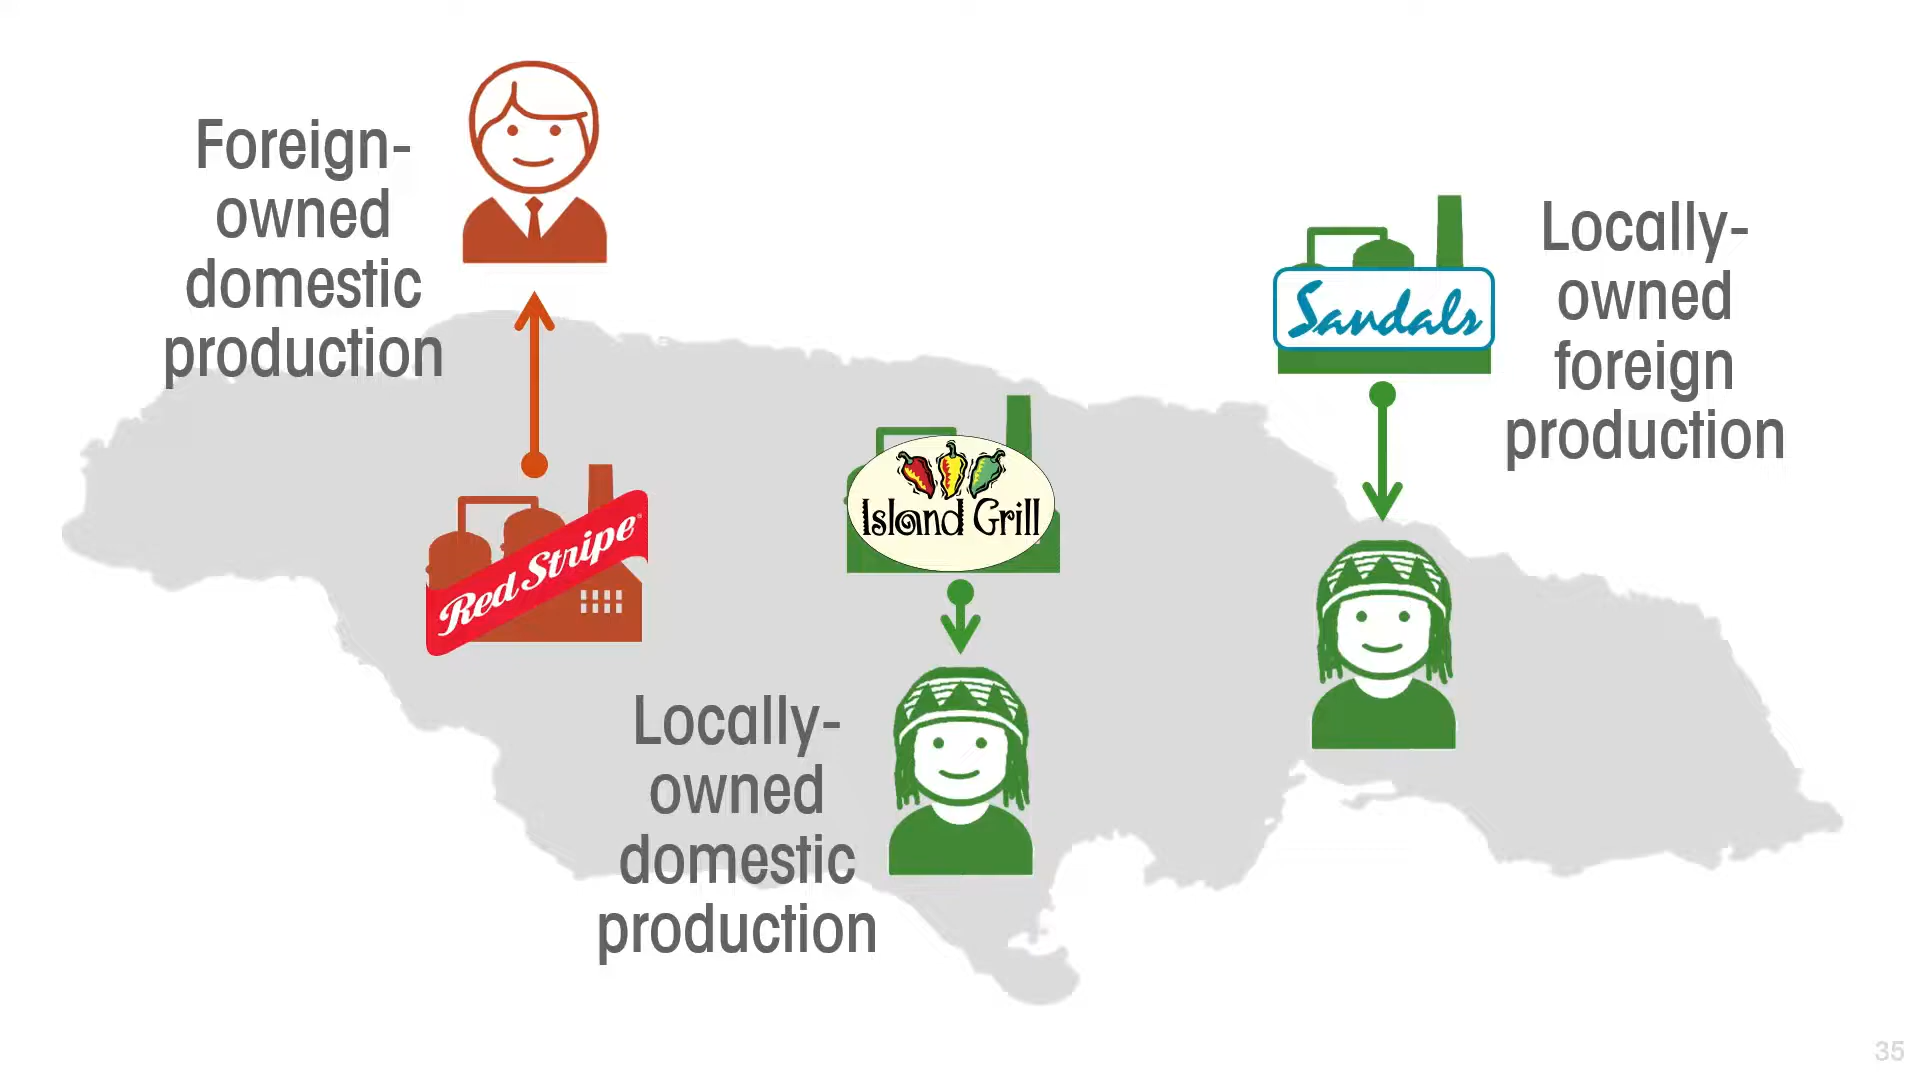 Foreign-
owned
domestic
production
Red Stripe
Island Grill
Locally-
owned
domestic
production
Sandals
Locally-
owned
foreign
production
35